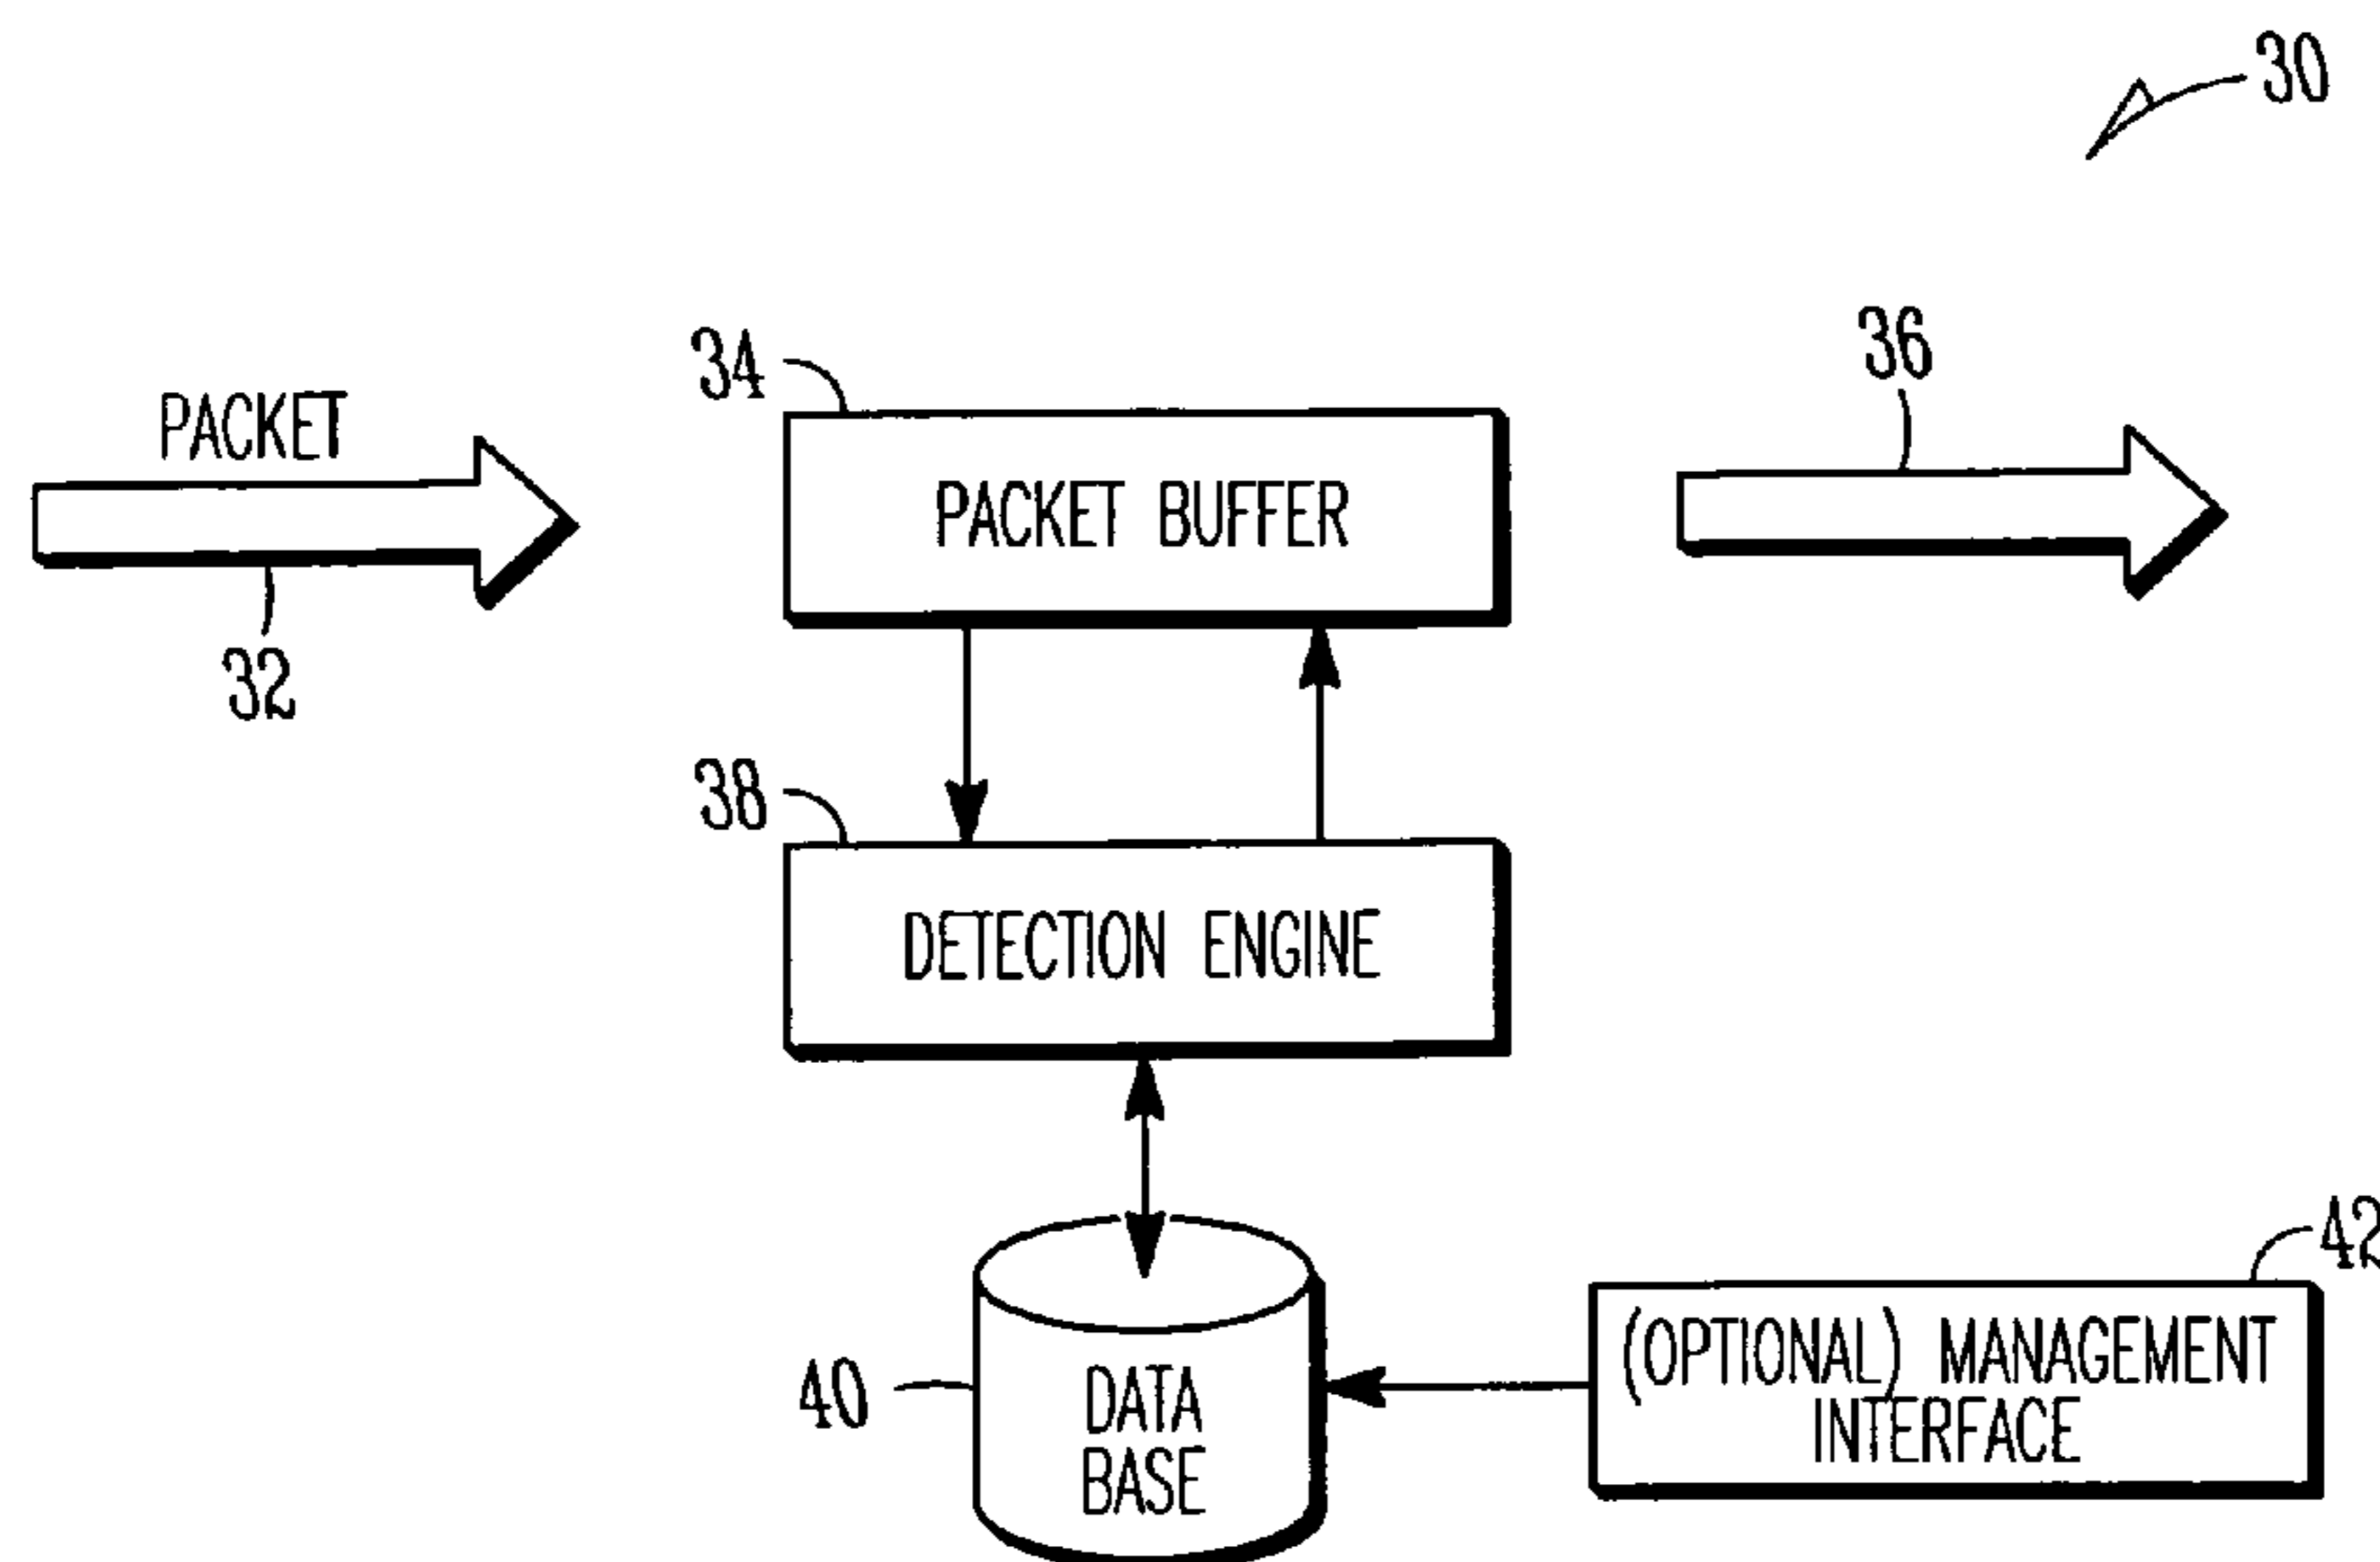 30
34
36
PACKET
PACKET BUFFER
32
38
DETECTION ENGINE
42
(OPTIONAL) MANAGEMENT
INTERFACE
40
DATA
BASE